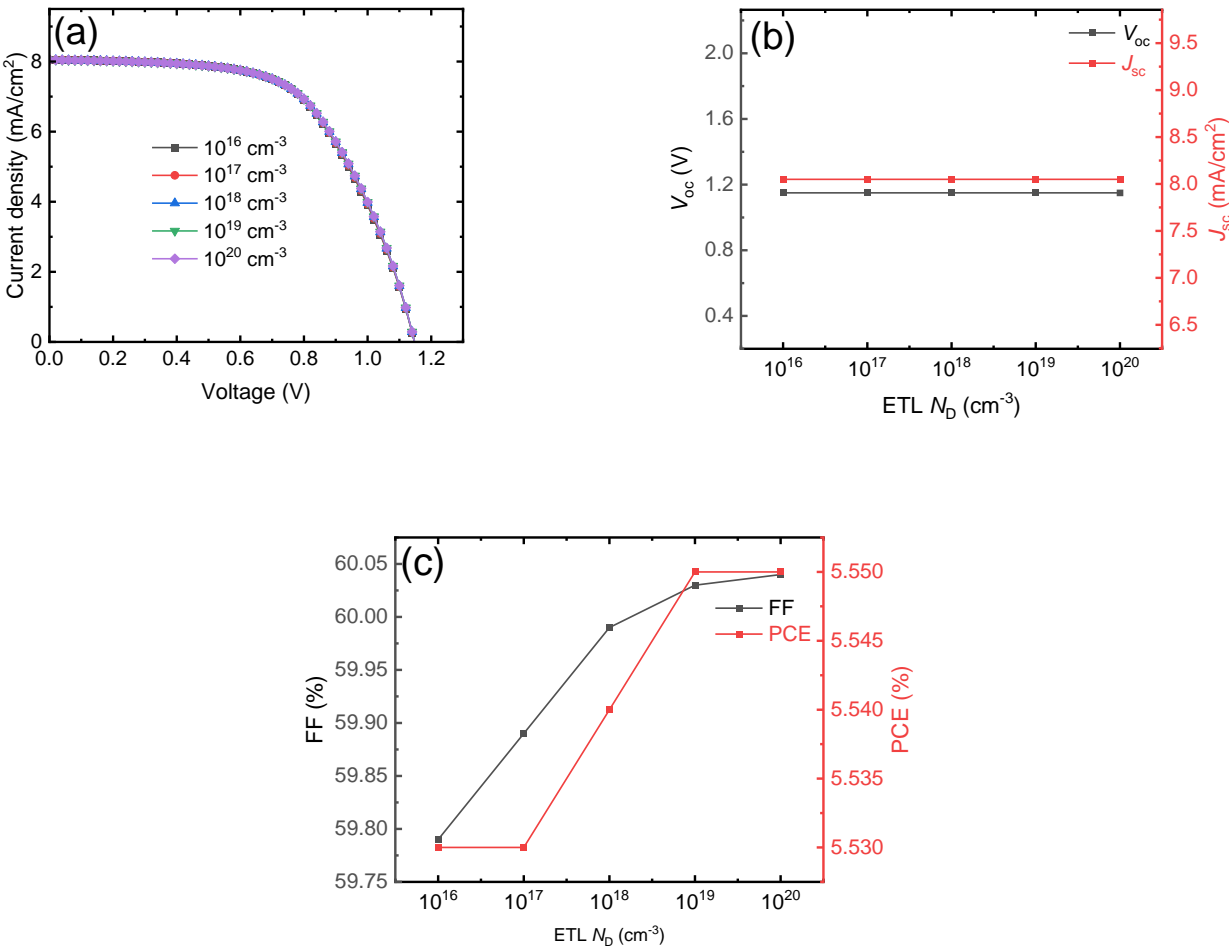 (a)
Current density (mA/cm²)
8
6
4
2
0
10¹⁶ cm⁻³
10¹⁷ cm⁻³
10¹⁸ cm⁻³
10¹⁹ cm⁻³
10²⁰ cm⁻³
0.0 0.2 0.4 0.6 0.8 1.0 1.2
Voltage (V)
(b)
V_oc
J_sc
V_oc (V)
2.0
1.6
1.2
0.8
0.4
9.5
9.0
8.5
8.0
7.5
7.0
6.5
J_sc (mA/cm²)
10¹⁶ 10¹⁷ 10¹⁸ 10¹⁹ 10²⁰
ETL N_D (cm⁻³)
(c)
FF
PCE
FF (%)
60.05
60.00
59.95
59.90
59.85
59.80
59.75
5.550
5.545
5.540
5.535
5.530
PCE (%)
10¹⁶ 10¹⁷ 10¹⁸ 10¹⁹ 10²⁰
ETL N_D (cm⁻³)